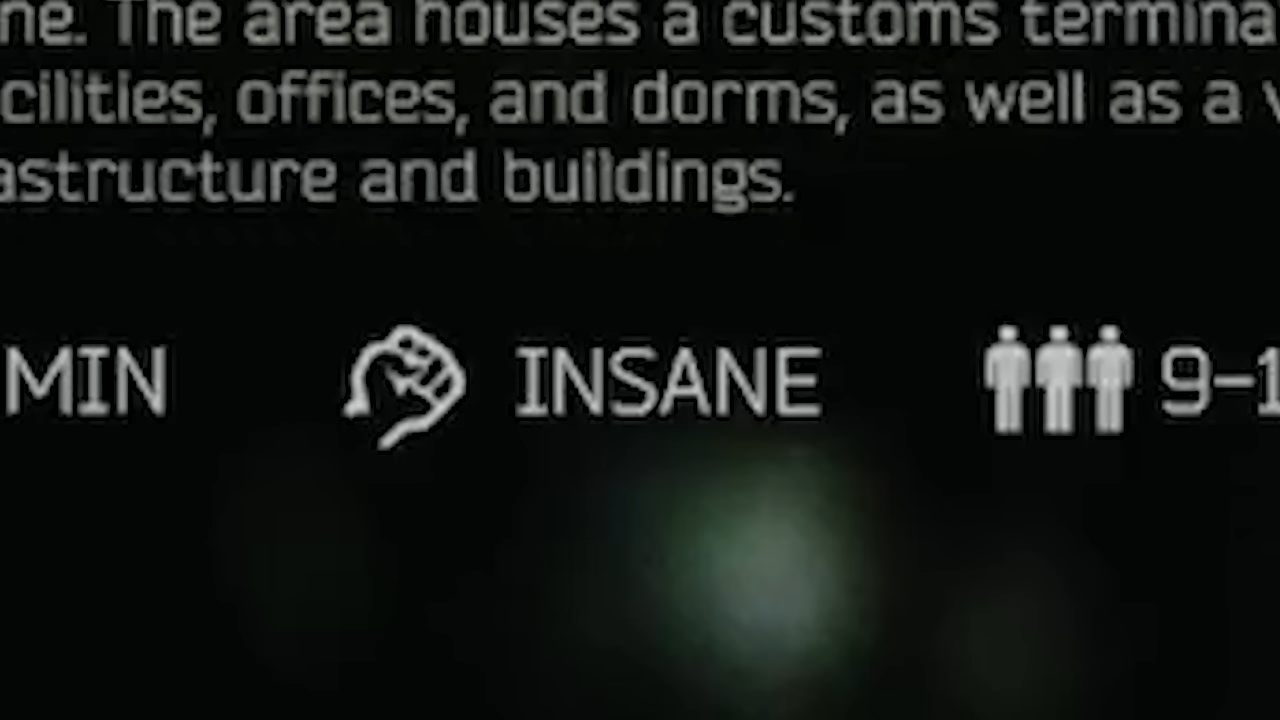 ne. The area houses a customs termina
cilities, offices, and dorms, as well as a v
astructure and buildings.
MIN INSANE 9-1